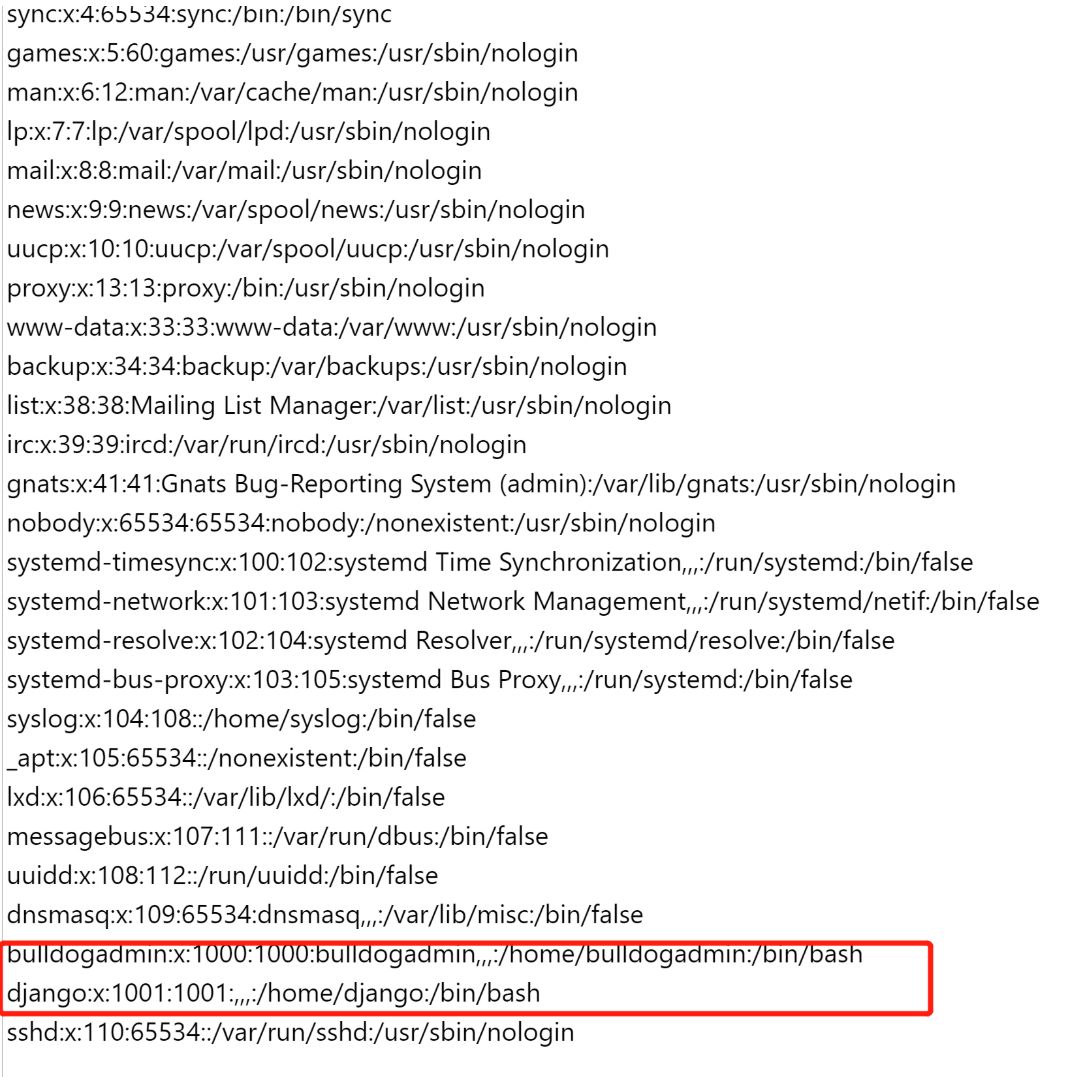 sync:x:4:65534:sync:/bin:/bin/sync
games:x:5:60:games:/usr/games:/usr/sbin/nologin
man:x:6:12:man:/var/cache/man:/usr/sbin/nologin
lp:x:7:7:lp:/var/spool/lpd:/usr/sbin/nologin
mail:x:8:8:mail:/var/mail:/usr/sbin/nologin
news:x:9:9:news:/var/spool/news:/usr/sbin/nologin
uucp:x:10:10:uucp:/var/spool/uucp:/usr/sbin/nologin
proxy:x:13:13:proxy:/bin:/usr/sbin/nologin
www-data:x:33:33:www-data:/var/www:/usr/sbin/nologin
backup:x:34:34:backup:/var/backups:/usr/sbin/nologin
list:x:38:38:Mailing List Manager:/var/list:/usr/sbin/nologin
irc:x:39:39:ircd:/var/run/ircd:/usr/sbin/nologin
gnats:x:41:41:Gnats Bug-Reporting System (admin):/var/lib/gnats:/usr/sbin/nologin
nobody:x:65534:65534:nobody:/nonexistent:/usr/sbin/nologin
systemd-timesync:x:100:102:systemd Time Synchronization,,,:/run/systemd:/bin/false
systemd-network:x:101:103:systemd Network Management,,,:/run/systemd/netif:/bin/false
systemd-resolve:x:102:104:systemd Resolver,,,:/run/systemd/resolve:/bin/false
systemd-bus-proxy:x:103:105:systemd Bus Proxy,,,:/run/systemd:/bin/false
syslog:x:104:108::/home/syslog:/bin/false
_apt:x:105:65534::/nonexistent:/bin/false
lxd:x:106:65534::/var/lib/lxd/:/bin/false
messagebus:x:107:111::/var/run/dbus:/bin/false
uuidd:x:108:112::/run/uuidd:/bin/false
dnsmasq:x:109:65534:dnsmasq,,,:/var/lib/misc:/bin/false
bulldogadmin:x:1000:1000:bulldogadmin,,,:/home/bulldogadmin:/bin/bash
django:x:1001:1001:,,,:/home/django:/bin/bash
sshd:x:110:65534::/var/run/sshd:/usr/sbin/nologin